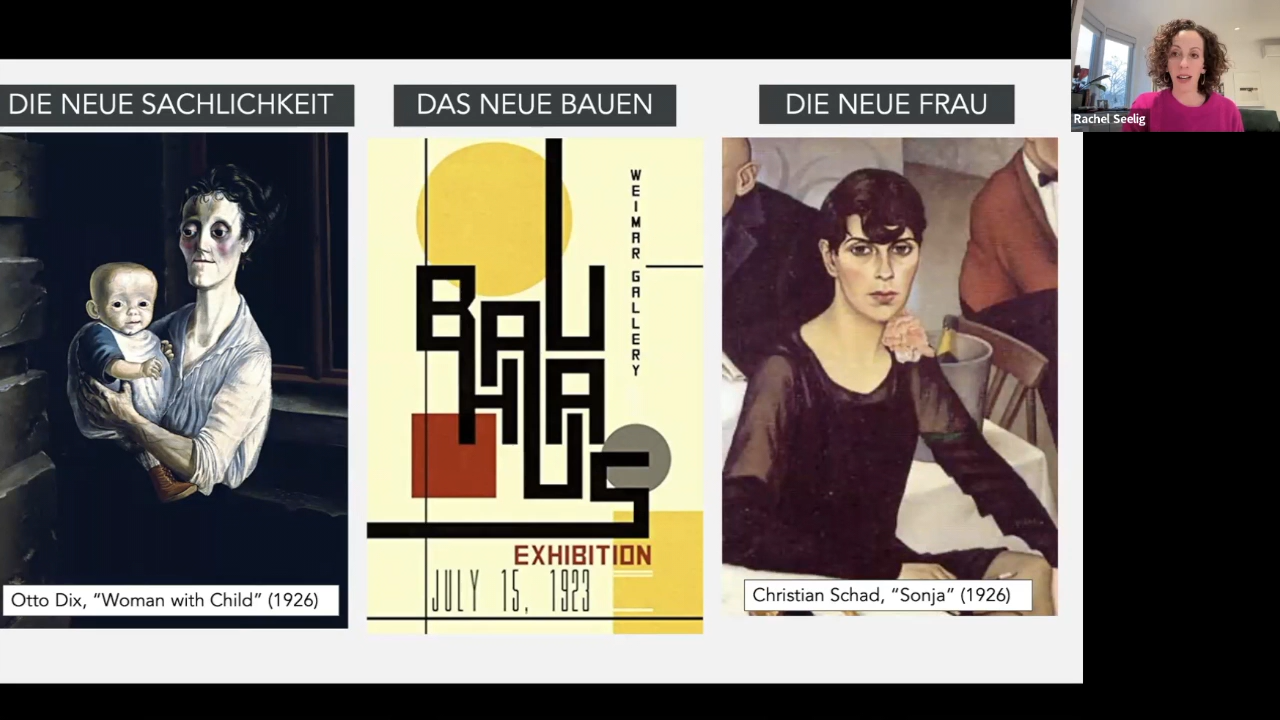 DIE NEUE SACHLICHKEIT
DAS NEUE BAUEN
DIE NEUE FRAU
Rachel Seelig
WEIMAR GALLERY
BAUHAUS
EXHIBITION
JULY 15, 1923
Otto Dix, “Woman with Child” (1926)
Christian Schad, “Sonja” (1926)